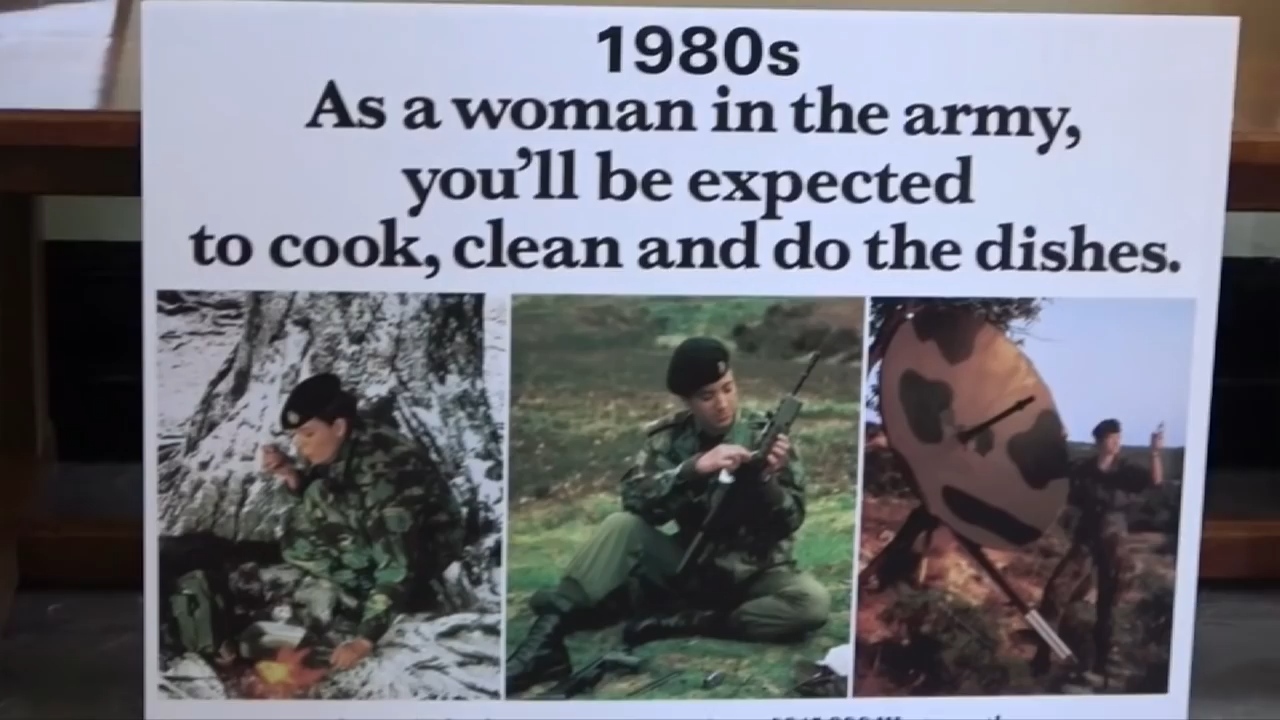 1980s
As a woman in the army,
you'll be expected
to cook, clean and do the dishes.